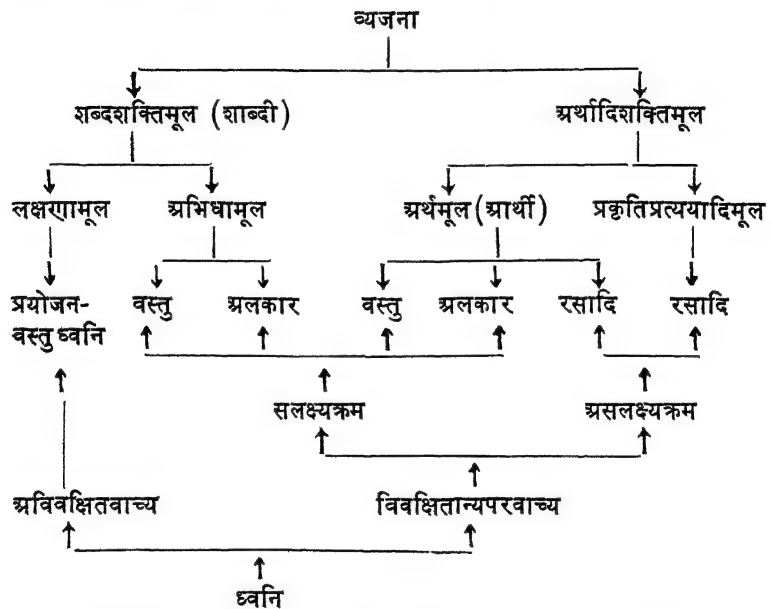 व्यजना
शब्दशक्तिमूल (शाब्दी) अर्थादिशक्तिमूल
लक्षणामूल अभिधामूल अर्थमूल (आर्थी) प्रकृतिप्रत्ययादिमूल
प्रयोजन- वस्तु अलकार वस्तु अलकार रसादि रसादि
वस्तु ध्वनि
सलक्ष्यक्रम असलक्ष्यक्रम
अविवक्षितवाच्य विवक्षितान्यपरवाच्य
ध्वनि